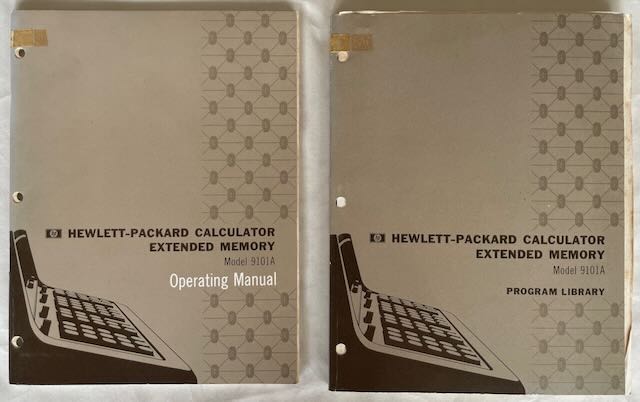 hp HEWLETT-PACKARD CALCULATOR
EXTENDED MEMORY
Model 9101A
Operating Manual
hp HEWLETT-PACKARD CALCULATOR
EXTENDED MEMORY
Model 9101A
PROGRAM LIBRARY